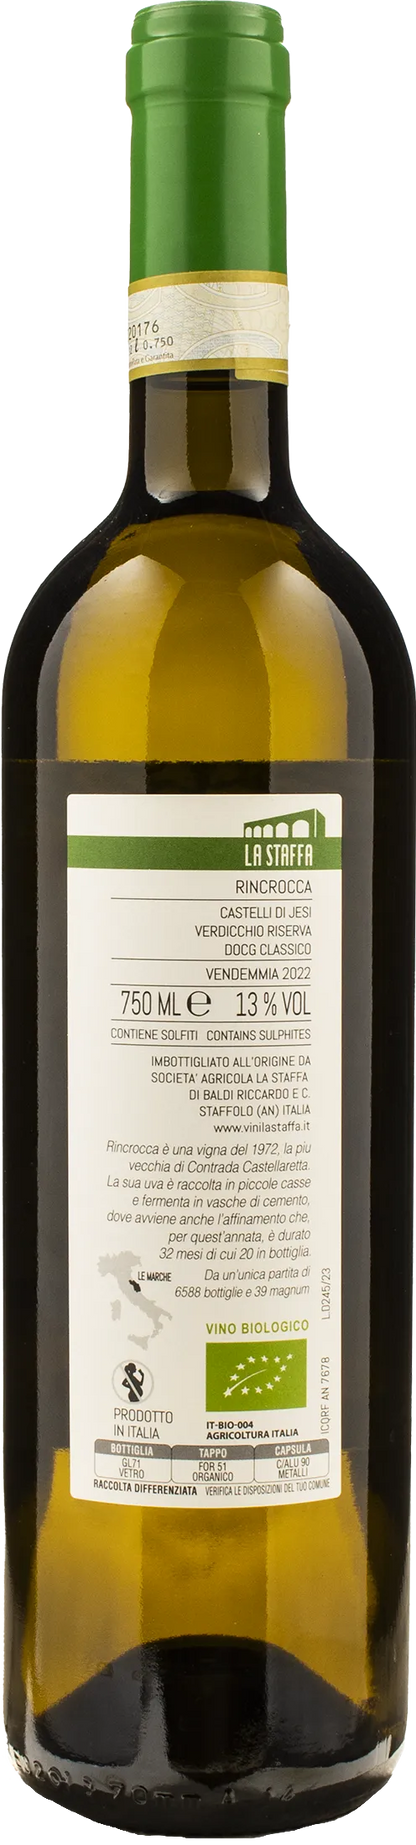 20176
l 0.750
LA STAFFA
RINCROCCA
CASTELLI DI JESI
VERDICCHIO RISERVA
DOCG CLASSICO
VENDEMMIA 2022
750 ML e 13 % VOL
CONTIENE SOLFITI CONTAINS SULPHITES
IMBOTTIGLIATO ALL'ORIGINE DA
SOCIETA' AGRICOLA LA STAFFA
DI BALDI RICCARDO E C.
STAFFOLO (AN) ITALIA
www.vinilastaffa.it
Rincrocca è una vigna del 1972, la piu
vecchia di Contrada Castellaretta.
La sua uva è raccolta in piccole casse
e fermenta in vasche di cemento,
dove avviene anche l'affinamento che,
per quest'annata, è durato
32 mesi di cui 20 in bottiglia.
Da un'unica partita di
6588 bottiglie e 39 magnum
LE MARCHE
VINO BIOLOGICO
L.D245/23
ICQRF AN 7678
PRODOTTO
IN ITALIA
IT-BIO-004
AGRICOLTURA ITALIA
BOTTIGLIA TAPPO CAPSULA
GL71 FOR 51 C/ALU 90
VETRO ORGANICO METALLI
RACCOLTA DIFFERENZIATA VERIFICA LE DISPOSIZIONI DEL TUO COMUNE